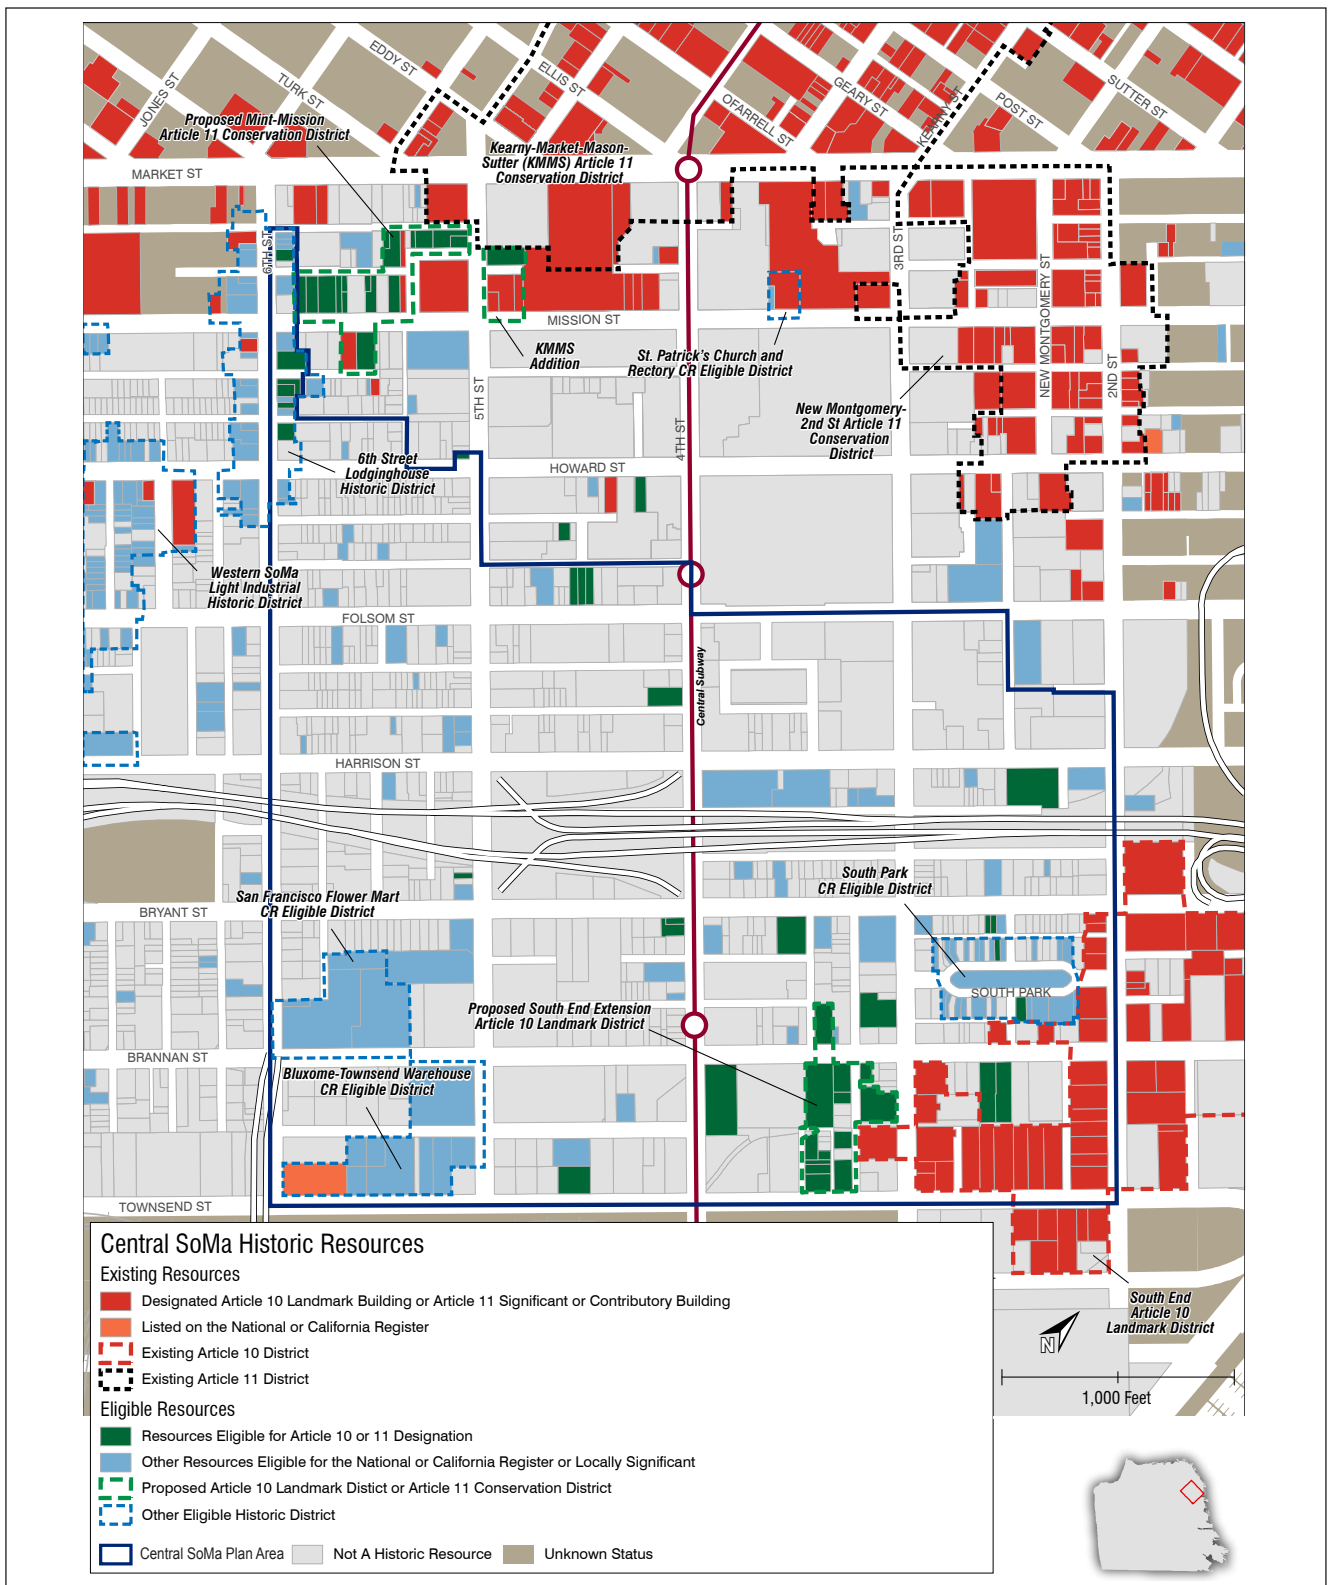 EDDY ST
ELLIS ST
JONES ST
TURK ST
OFARRELL ST
GEARY ST
KEARNY ST
POST ST
SUTTER ST
Proposed Mint-Mission
Article 11 Conservation District
Kearny-Market-Mason-
Sutter (KMMS) Article 11
Conservation District
MARKET ST
6TH ST
3RD ST
NEW MONTGOMERY ST
2ND ST
MISSION ST
KMMS
Addition
St. Patrick's Church and
Rectory CR Eligible District
5TH ST
4TH ST
New Montgomery-
2nd St Article 11
Conservation
District
HOWARD ST
6th Street
Lodginghouse
Historic District
Western SoMa
Light Industrial
Historic District
FOLSOM ST
Central Subway
HARRISON ST
South Park
CR Eligible District
San Francisco Flower Mart
CR Eligible District
BRYANT ST
SOUTH PARK
Proposed South End Extension
Article 10 Landmark District
BRANNAN ST
Bluxome-Townsend Warehouse
CR Eligible District
TOWNSEND ST
South End
Article 10
Landmark District
N
1,000 Feet
Central SoMa Historic Resources
Existing Resources
Designated Article 10 Landmark Building or Article 11 Significant or Contributory Building
Listed on the National or California Register
Existing Article 10 District
Existing Article 11 District
Eligible Resources
Resources Eligible for Article 10 or 11 Designation
Other Resources Eligible for the National or California Register or Locally Significant
Proposed Article 10 Landmark Distict or Article 11 Conservation District
Other Eligible Historic District
Central SoMa Plan Area
Not A Historic Resource
Unknown Status